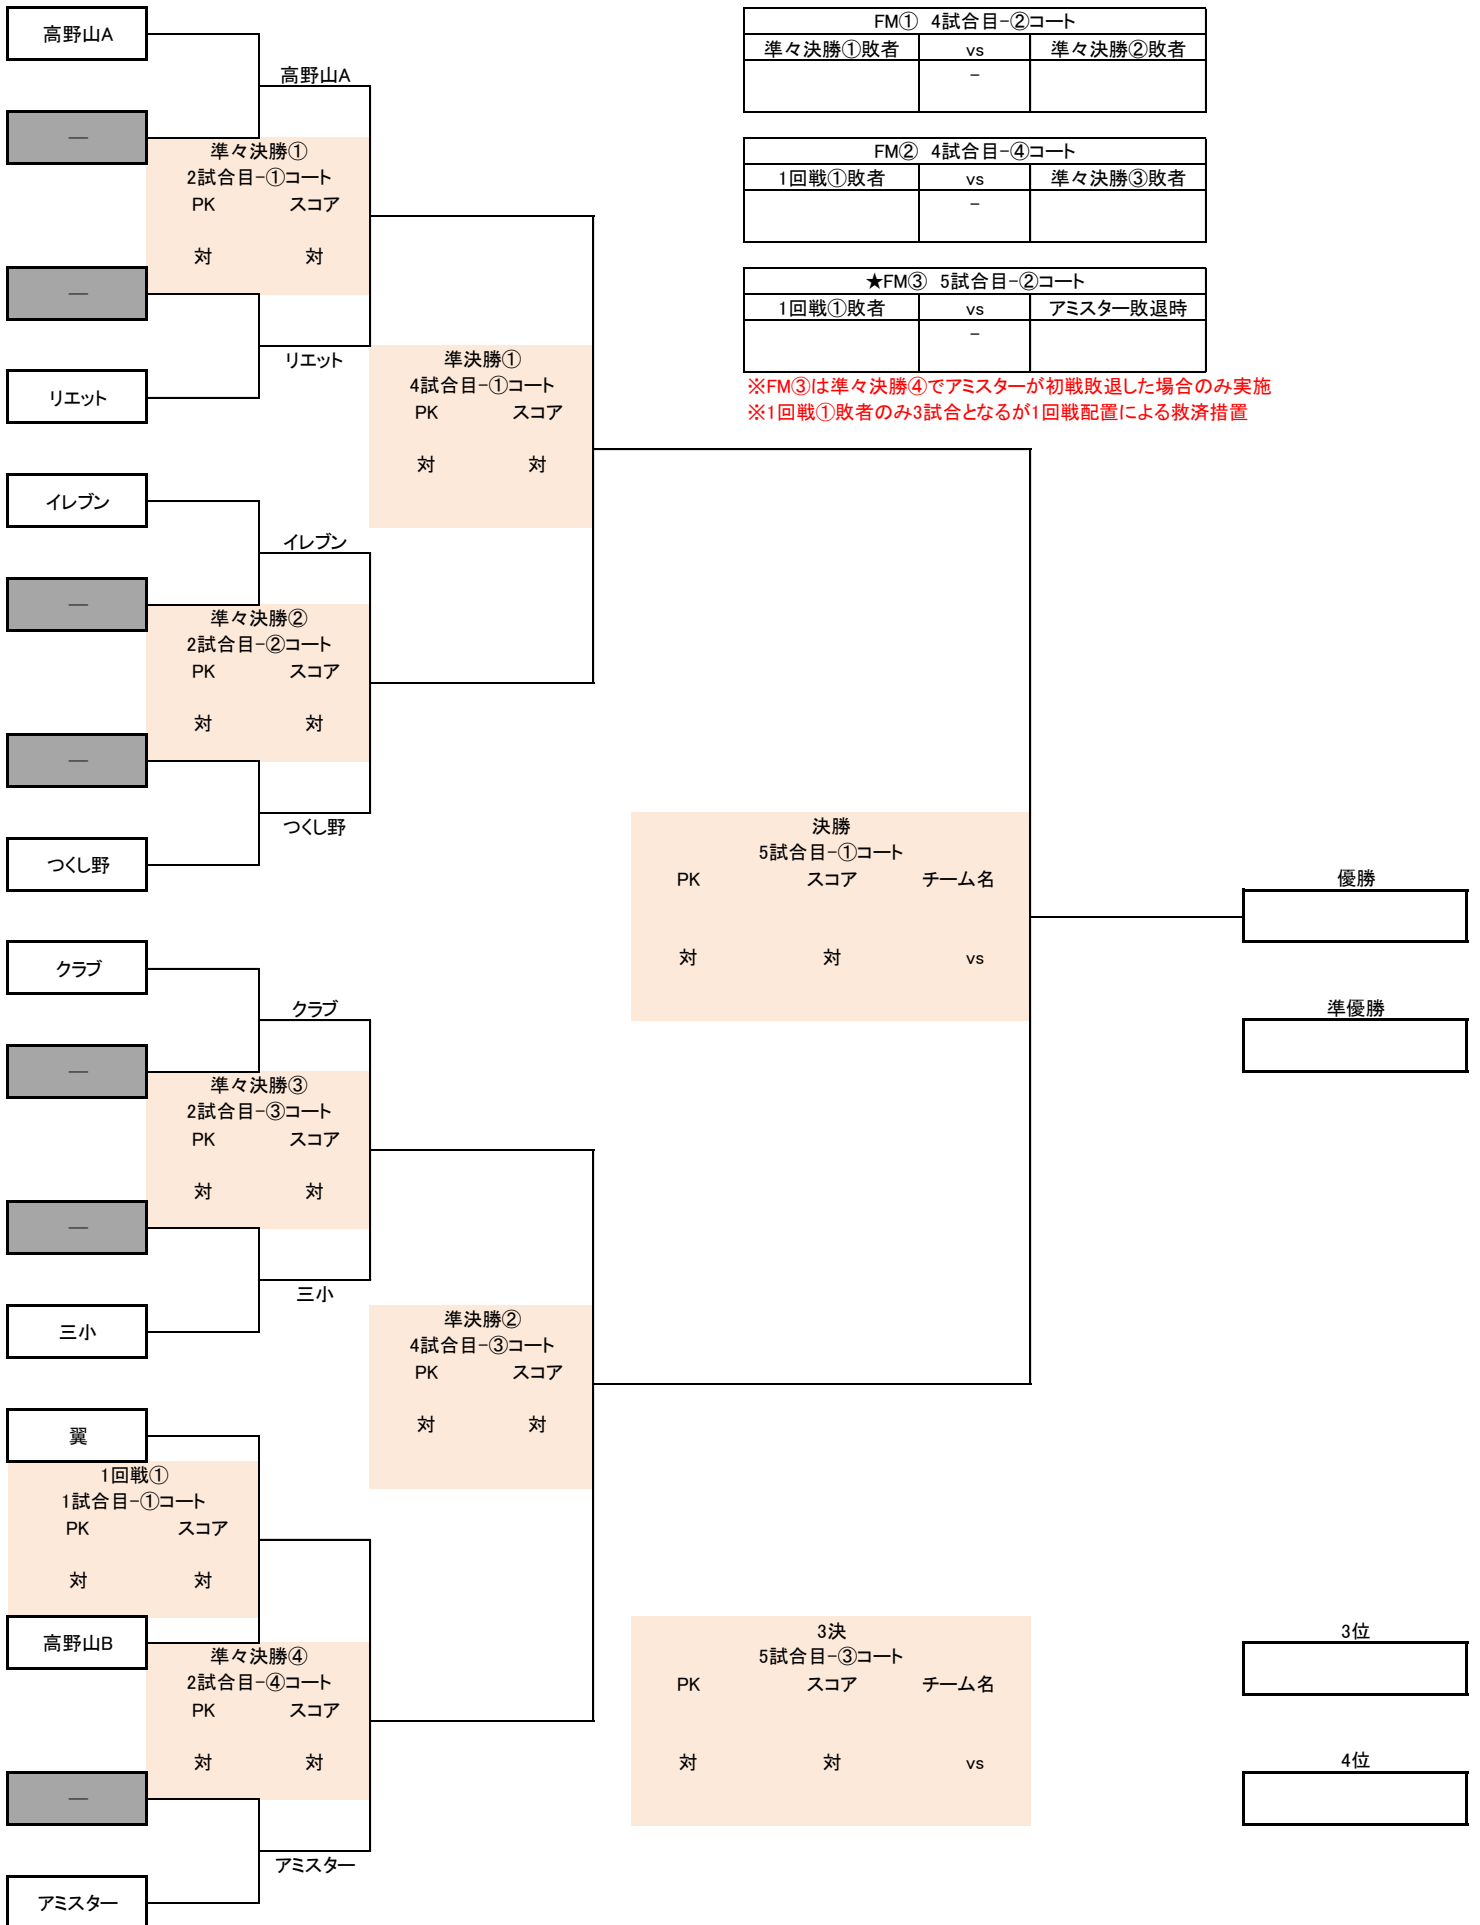 高野山A
FM① 4試合目-②コート
準々決勝①敗者 vs 準々決勝②敗者
-
高野山A
—
準々決勝①
2試合目-①コート
PK スコア
対 対
FM② 4試合目-④コート
1回戦①敗者 vs 準々決勝③敗者
-
—
★FM③ 5試合目-②コート
1回戦①敗者 vs アミスター敗退時
-
リエット
リエット
準決勝①
4試合目-①コート
PK スコア
対 対
※FM③は準々決勝④でアミスターが初戦敗退した場合のみ実施
※1回戦①敗者のみ3試合となるが1回戦配置による救済措置
イレブン
イレブン
—
準々決勝②
2試合目-②コート
PK スコア
対 対
—
つくし野
つくし野
決勝
5試合目-①コート
PK スコア チーム名
対 対 vs
優勝
クラブ
クラブ
準優勝
—
準々決勝③
2試合目-③コート
PK スコア
対 対
—
三小
三小
準決勝②
4試合目-③コート
PK スコア
対 対
翼
1回戦①
1試合目-①コート
PK スコア
対 対
高野山B
準々決勝④
2試合目-④コート
PK スコア
対 対
3決
5試合目-③コート
PK スコア チーム名
対 対 vs
3位
4位
—
アミスター
アミスター